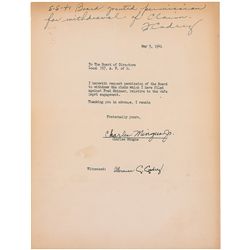 5-5-41 Board granted permission
for withdrawal of Claim.
May 5, 1941
To The Board of Directors
Local 767, A. F. of M.
I herewith request permission of the Board
to withdraw the claim which I have filed
against Fred Skinner, relative to the cafe
engagement.
Thanking you in advance, I remain
Fraternally yours,
Charles Mingus Jr.
Charles Mingus
Witnessed: